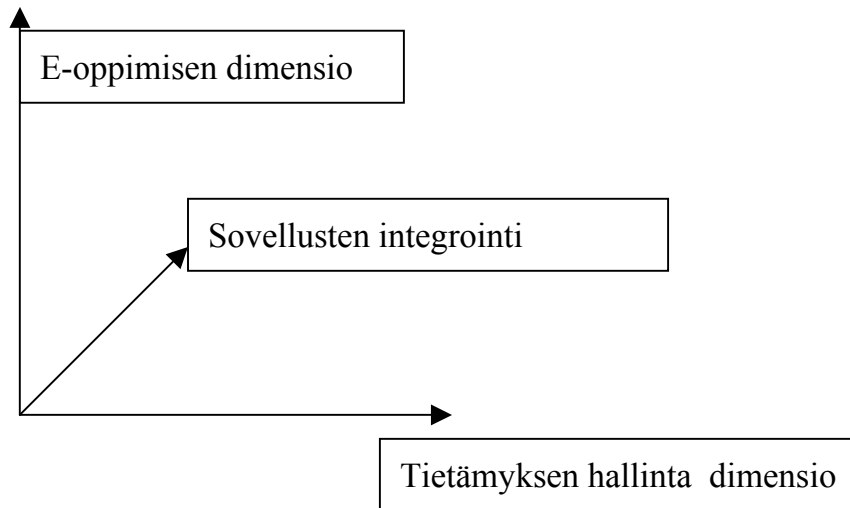 E-oppimisen dimensio
Sovellusten integrointi
Tietämyksen hallinta  dimensio